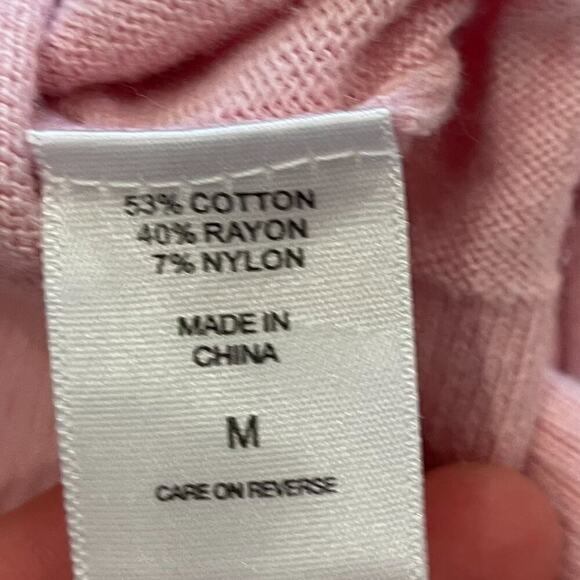 53% COTTON
40% RAYON
7% NYLON
MADE IN
CHINA
M
CARE ON REVERSE